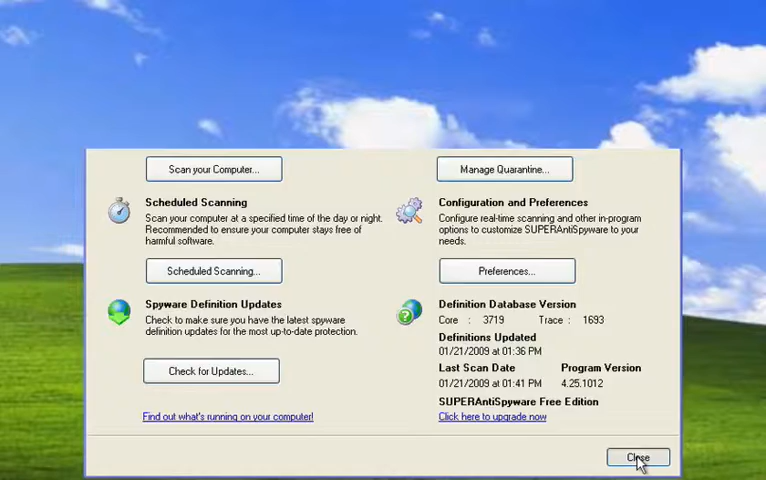 Scan your Computer...
Manage Quarantine...
Scheduled Scanning
Scan your computer at a specified time of the day or night.
Recommended to ensure your computer stays free of
harmful software.
Scheduled Scanning...
Configuration and Preferences
Configure real-time scanning and other in-program
options to customize SUPERAntiSpyware to your
needs.
Preferences...
Spyware Definition Updates
Check to make sure you have the latest spyware
definition updates for the most up-to-date protection.
Check for Updates...
Find out what's running on your computer!
Definition Database Version
Core : 3719 Trace : 1693
Definitions Updated
01/21/2009 at 01:36 PM
Last Scan Date Program Version
01/21/2009 at 01:41 PM 4.25.1012
SUPERAntiSpyware Free Edition
Click here to upgrade now
Close